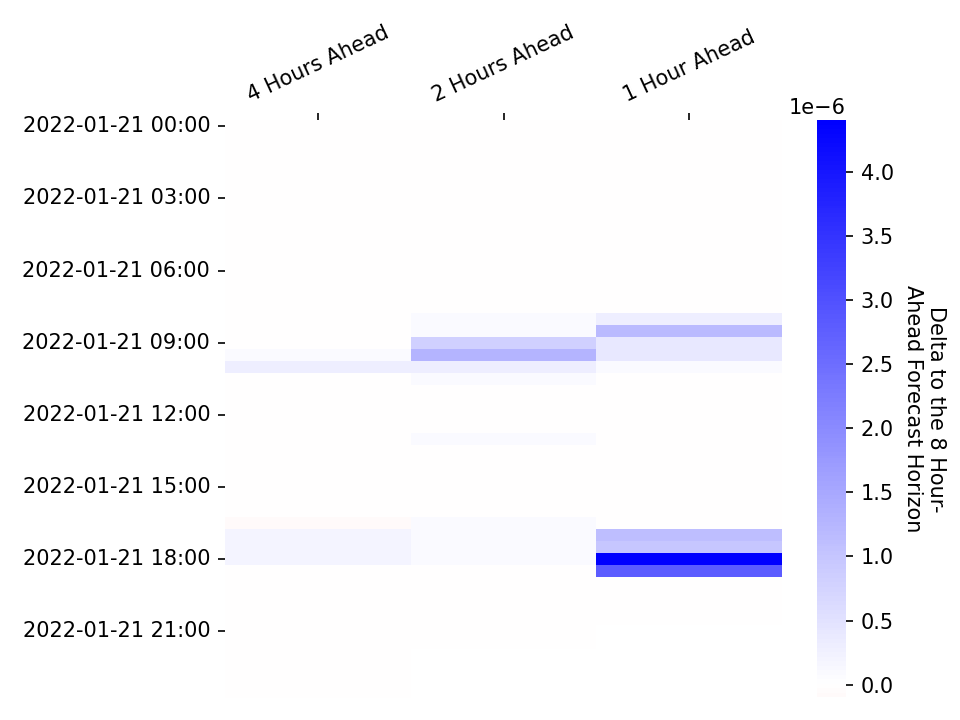 4 Hours Ahead
2 Hours Ahead
1 Hour Ahead
1e−6
2022-01-21 00:00
2022-01-21 03:00
2022-01-21 06:00
2022-01-21 09:00
2022-01-21 12:00
2022-01-21 15:00
2022-01-21 18:00
2022-01-21 21:00
4.0
3.5
3.0
2.5
2.0
1.5
1.0
0.5
0.0
Delta to the 8 Hour-
Ahead Forecast Horizon